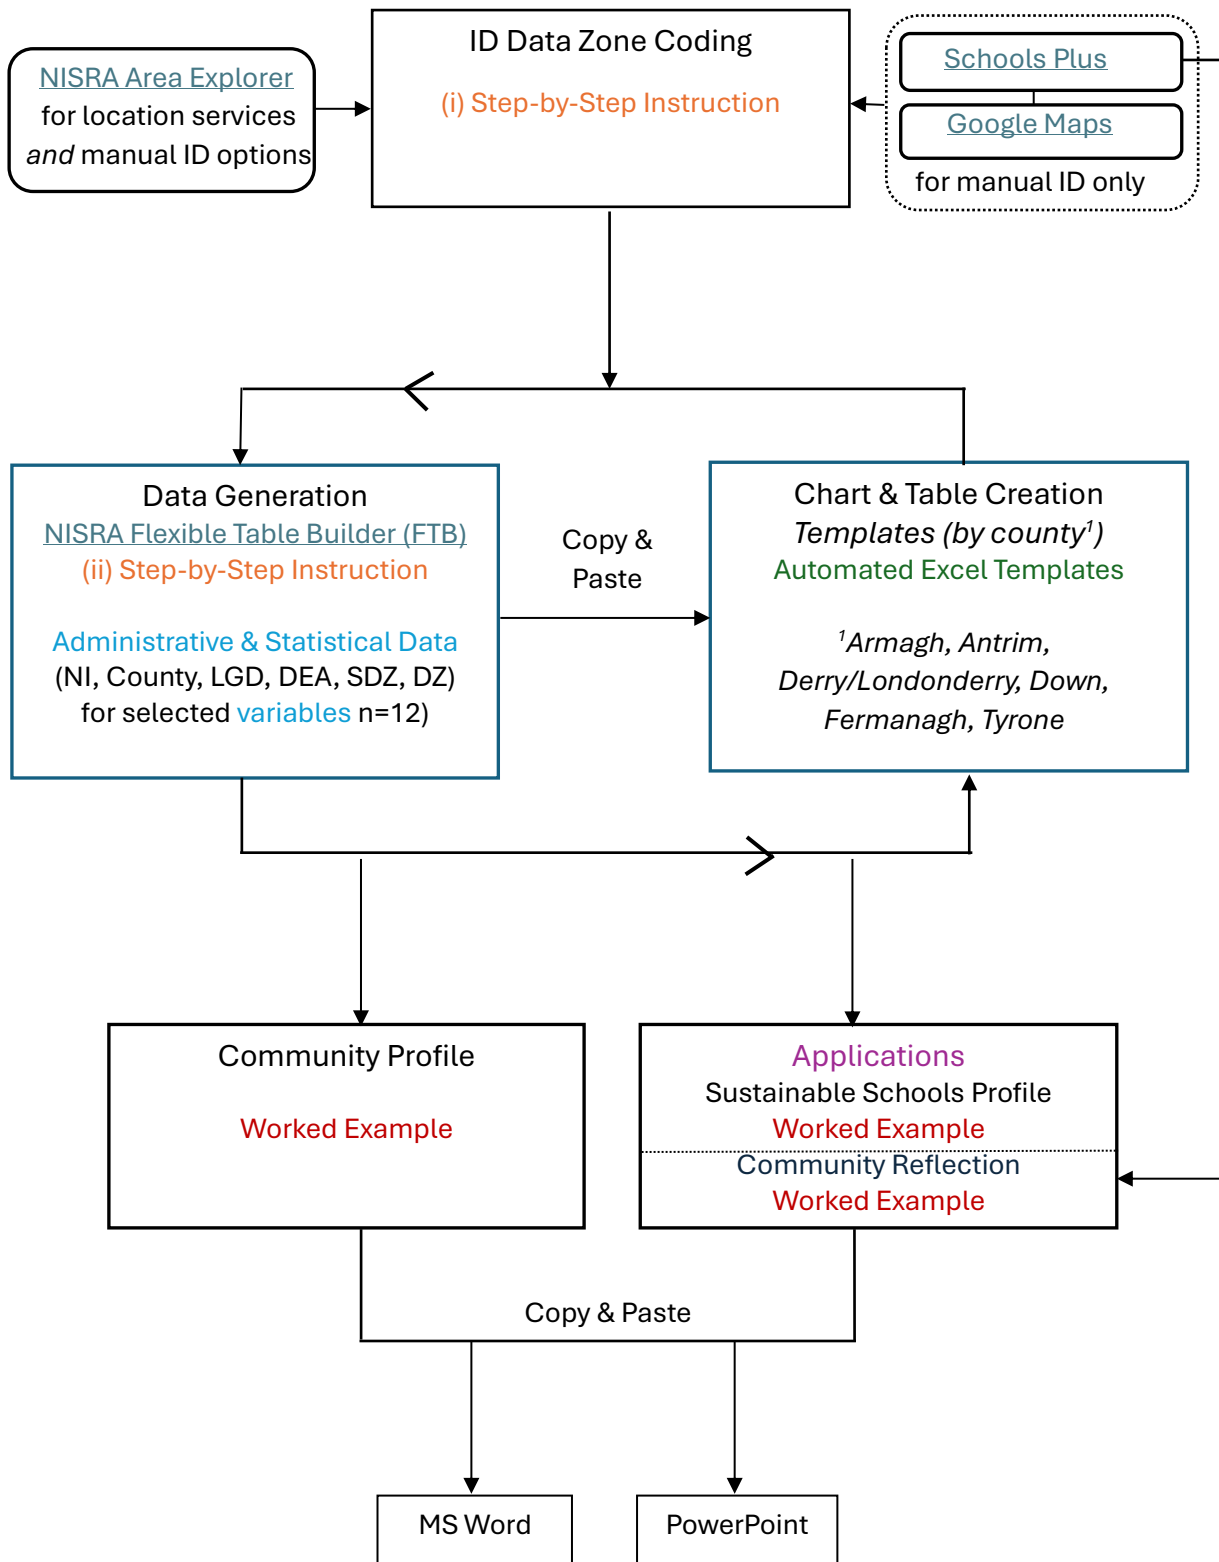 ID Data Zone Coding
(i) Step-by-Step Instruction
NISRA Area Explorer
for location services
and manual ID options
Schools Plus
Google Maps
for manual ID only
Data Generation
NISRA Flexible Table Builder (FTB)
(ii) Step-by-Step Instruction
Administrative & Statistical Data
(NI, County, LGD, DEA, SDZ, DZ)
for selected variables n=12)
Copy &
Paste
Chart & Table Creation
Templates (by county¹)
Automated Excel Templates
¹Armagh, Antrim,
Derry/Londonderry, Down,
Fermanagh, Tyrone
Community Profile
Worked Example
Applications
Sustainable Schools Profile
Worked Example
Community Reflection
Worked Example
Copy & Paste
MS Word
PowerPoint